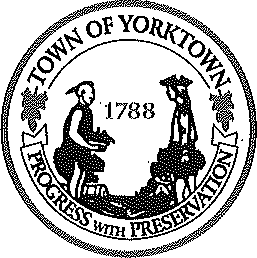 TOWN OF YORKTOWN
1788
PROGRESS WITH PRESERVATION